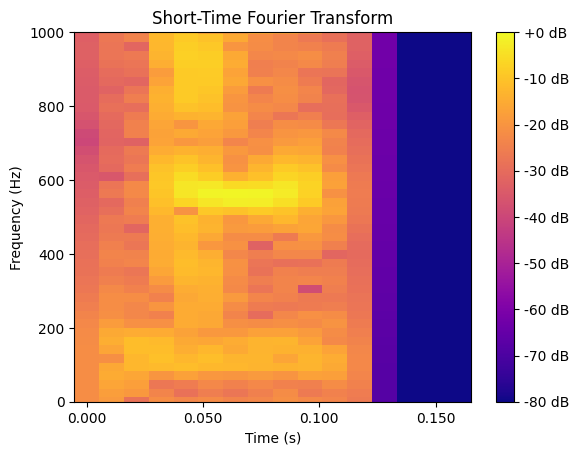 Short-Time Fourier Transform
1000
800
600
400
200
0
Frequency (Hz)
0.000
0.050
0.100
0.150
Time (s)
+0 dB
-10 dB
-20 dB
-30 dB
-40 dB
-50 dB
-60 dB
-70 dB
-80 dB